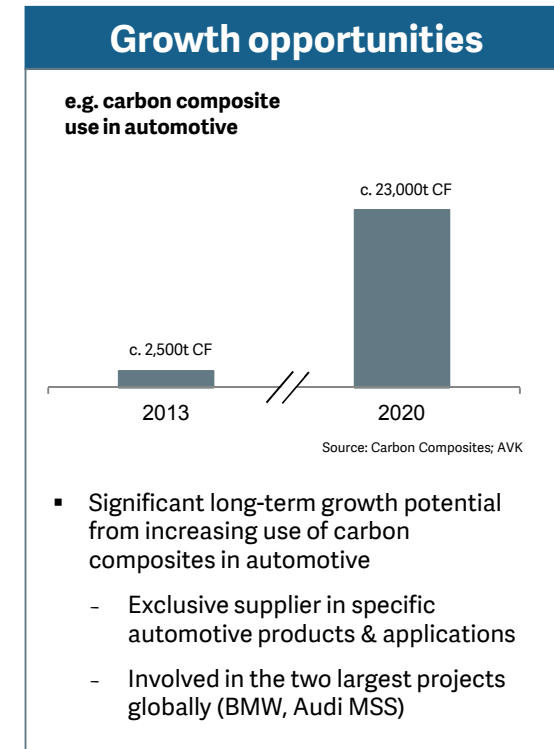 Growth opportunities
e.g. carbon composite
use in automotive
c. 23,000t CF
c. 2,500t CF
2013
2020
Source: Carbon Composites; AVK
▪ Significant long-term growth potential
from increasing use of carbon
composites in automotive
– Exclusive supplier in specific
automotive products & applications
– Involved in the two largest projects
globally (BMW, Audi MSS)